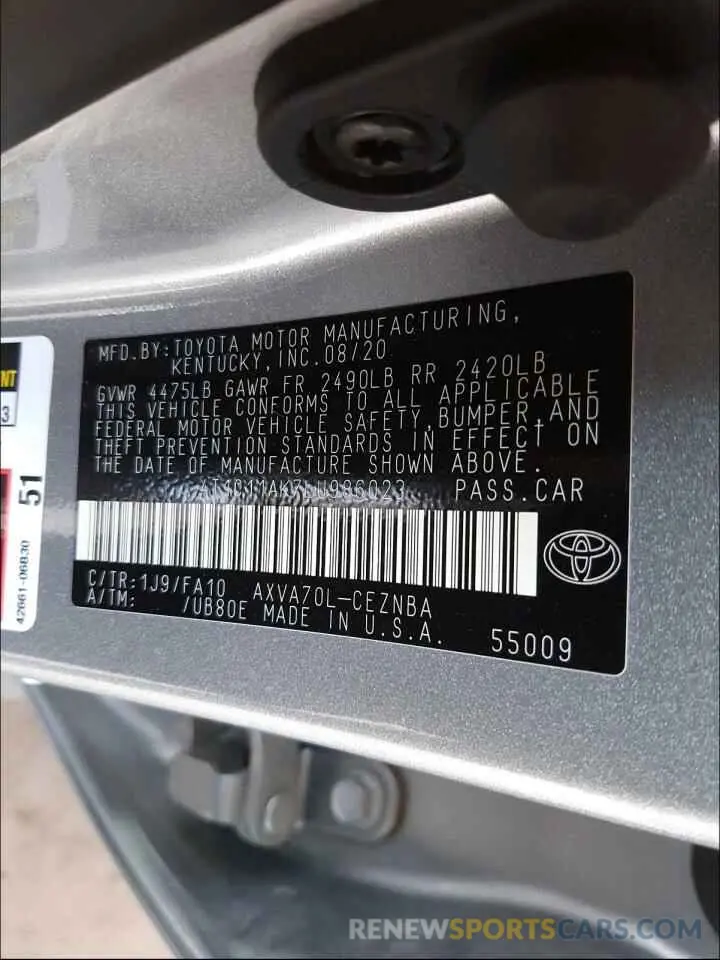 MFD.BY:TOYOTA MOTOR MANUFACTURING,
KENTUCKY,INC.08/20
GVWR 4475LB GAWR FR 2490LB RR 2420LB
THIS VEHICLE CONFORMS TO ALL APPLICABLE
FEDERAL MOTOR VEHICLE SAFETY,BUMPER,AND
THEFT PREVENTION STANDARDS IN EFFECT ON
THE DATE OF MANUFACTURE SHOWN ABOVE.
PASS.CAR
C/TR:1J9/FA10 AXVA70L-CEZNBA
A/TM: /UB80E MADE IN U.S.A. 55009
NT
3
51
42661-06830
RENEWSPORTSCARS.COM